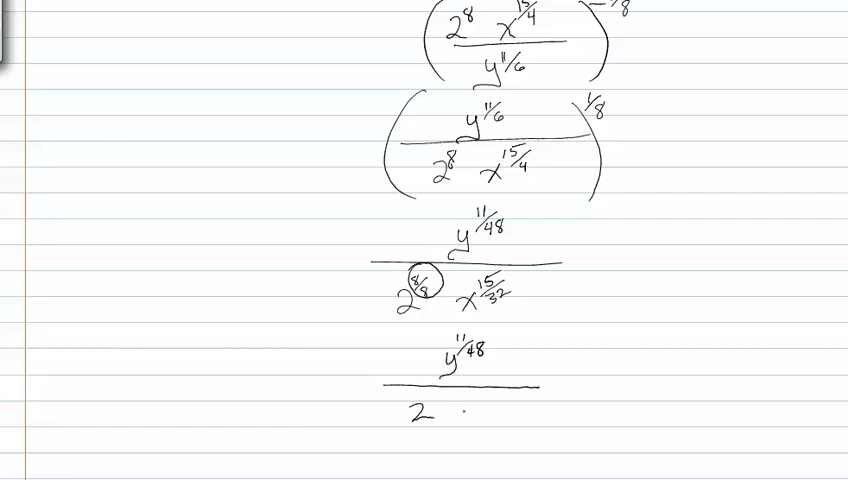 (2^8 x^15/4 / y^11/6)^-1/8
(y^11/6 / 2^8 x^15/4)^1/8
y^11/48 / 2^8/8 x^15/32
y^11/48 / 2